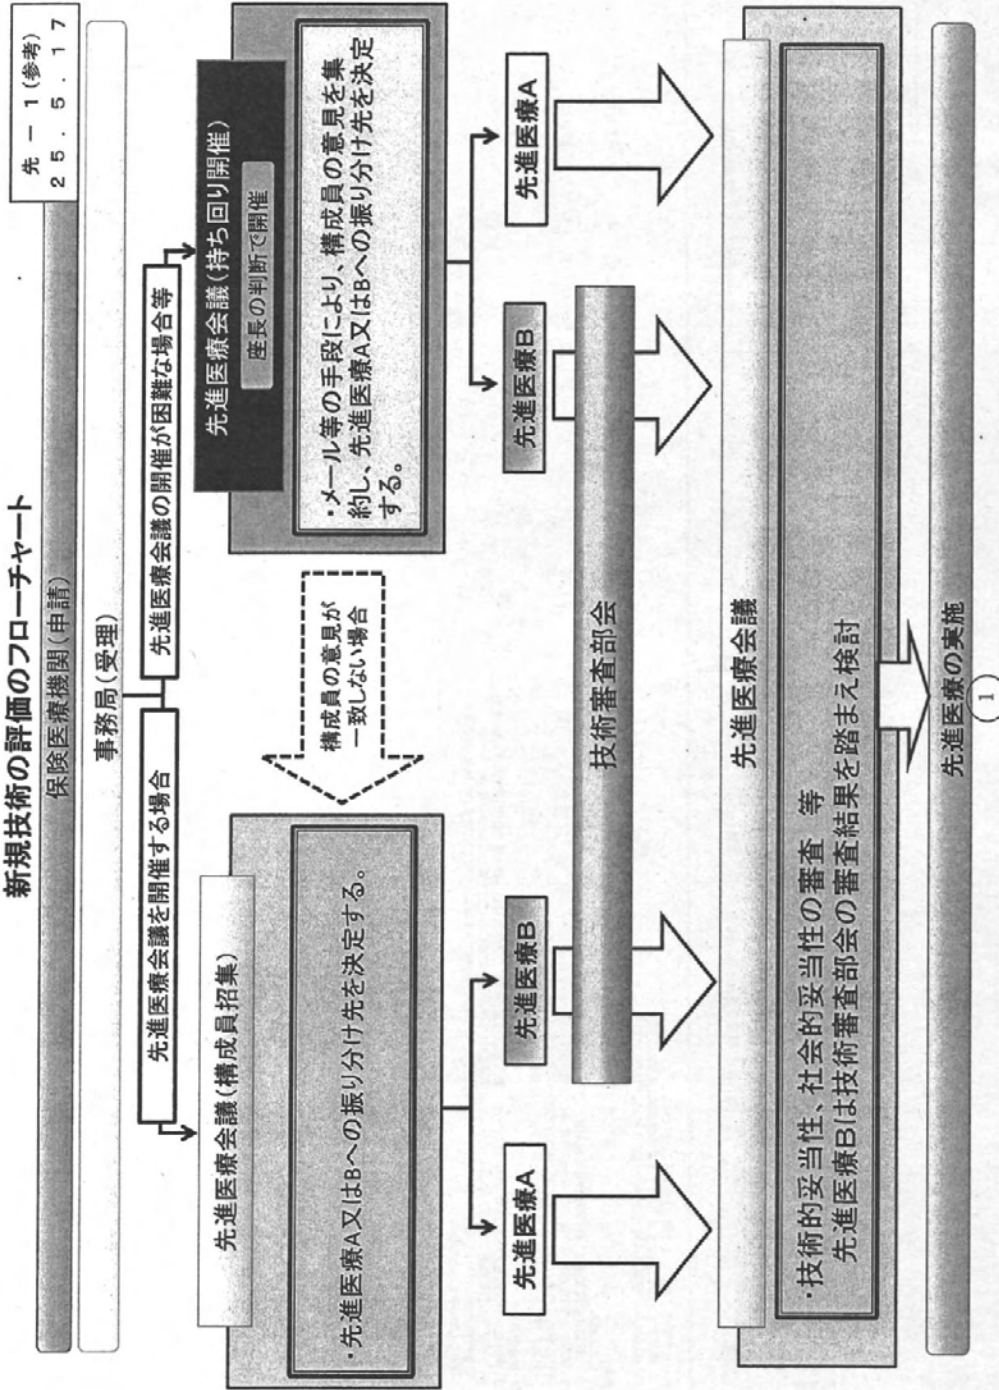 新規技術の評価のフローチャート
先－1(参考)
25．5．17
保険医療機関(申請)
事務局(受理)
先進医療会議を開催する場合
先進医療会議の開催が困難な場合等
先進医療会議(構成員招集)
・先進医療A又はBへの振り分け先を決定する。
構成員の意見が
一致しない場合
先進医療会議(持ち回り開催)
座長の判断で開催
・メール等の手段により、構成員の意見を集
約し、先進医療A又はBへの振り分け先を決定
する。
先進医療A
先進医療B
先進医療B
先進医療A
技術審査部会
先進医療会議
・技術的妥当性、社会的妥当性の審査　等
先進医療Bは技術審査部会の審査結果を踏まえ検討
先進医療の実施
1